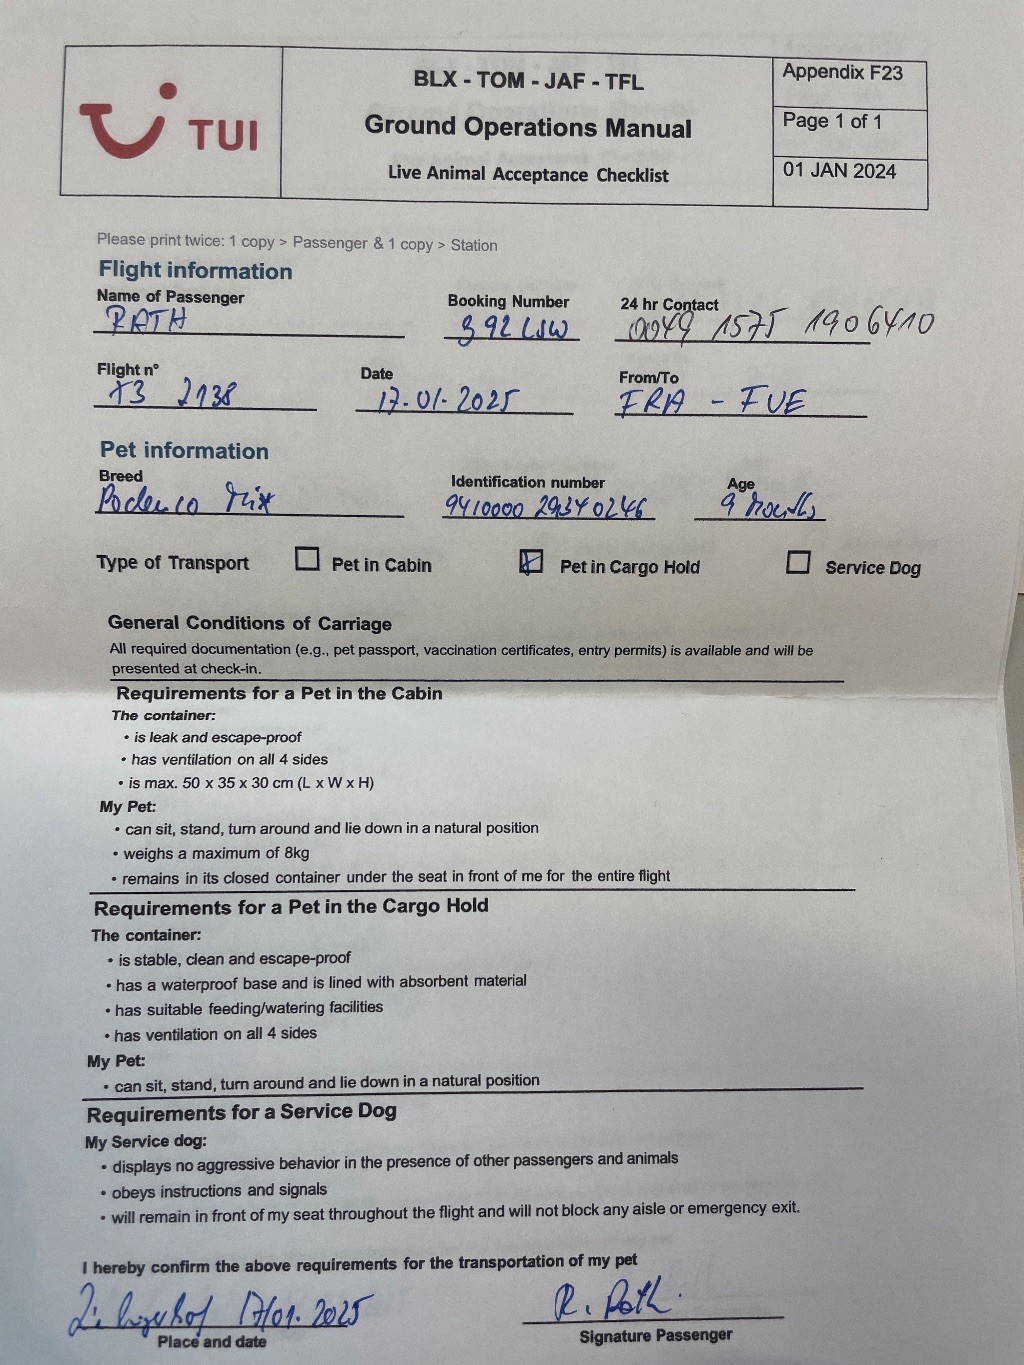 TUI
BLX - TOM - JAF - TFL
Ground Operations Manual
Live Animal Acceptance Checklist
Appendix F23
Page 1 of 1
01 JAN 2024
Please print twice: 1 copy > Passenger & 1 copy > Station
Flight information
Name of Passenger Booking Number 24 hr Contact
RATH 392LSW 0049 1575 1906410
Flight n° Date From/To
X3 2138 17.01.2025 FRA - FUE
Pet information
Breed Identification number Age
Podenco Mix 941000029340246 9 Months
Type of Transport Pet in Cabin Pet in Cargo Hold Service Dog
General Conditions of Carriage
All required documentation (e.g., pet passport, vaccination certificates, entry permits) is available and will be
presented at check-in.
Requirements for a Pet in the Cabin
The container:
• is leak and escape-proof
• has ventilation on all 4 sides
• is max. 50 x 35 x 30 cm (L x W x H)
My Pet:
• can sit, stand, turn around and lie down in a natural position
• weighs a maximum of 8kg
• remains in its closed container under the seat in front of me for the entire flight
Requirements for a Pet in the Cargo Hold
The container:
• is stable, clean and escape-proof
• has a waterproof base and is lined with absorbent material
• has suitable feeding/watering facilities
• has ventilation on all 4 sides
My Pet:
• can sit, stand, turn around and lie down in a natural position
Requirements for a Service Dog
My Service dog:
• displays no aggressive behavior in the presence of other passengers and animals
• obeys instructions and signals
• will remain in front of my seat throughout the flight and will not block any aisle or emergency exit.
I hereby confirm the above requirements for the transportation of my pet
17/01.2025 R. Rath
Place and date Signature Passenger